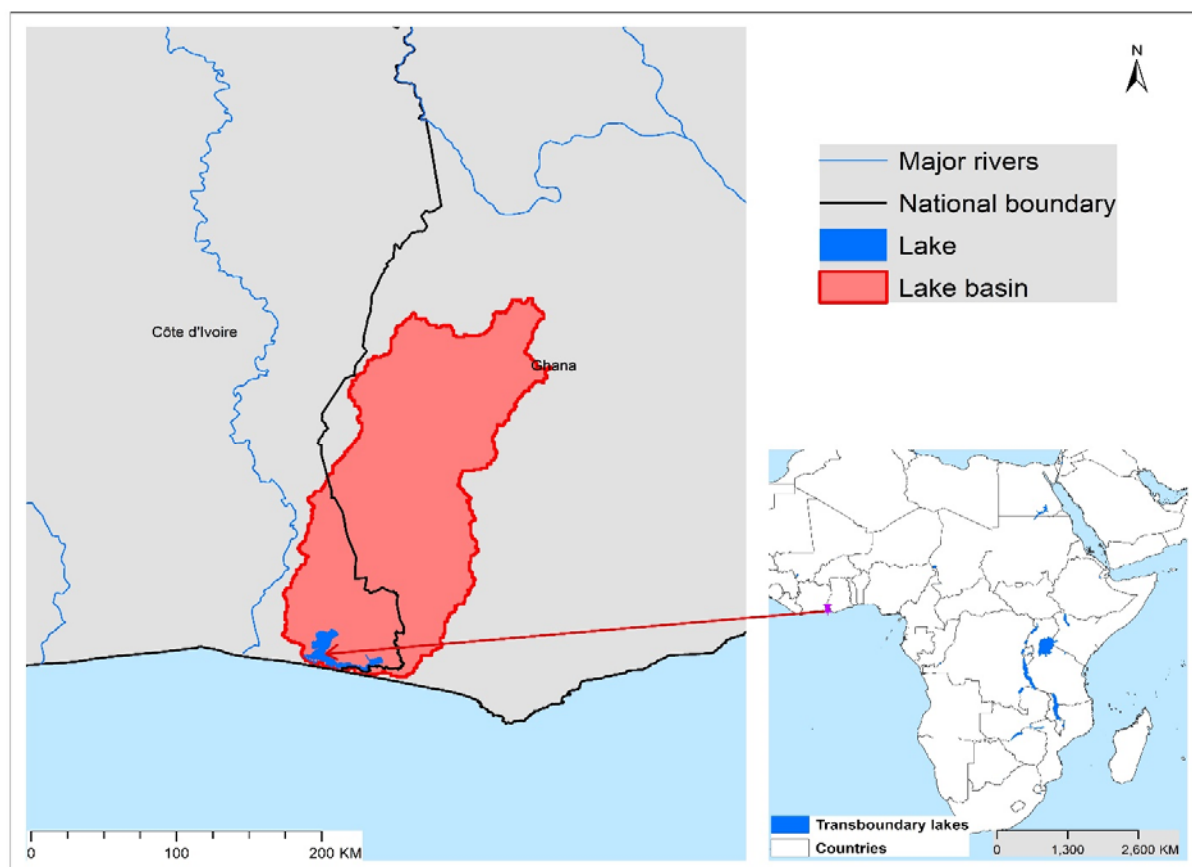 N
Major rivers
National boundary
Lake
Lake basin
Côte d'Ivoire
Ghana
0 100 200 KM
Transboundary lakes
Countries
0 1,300 2,600 KM